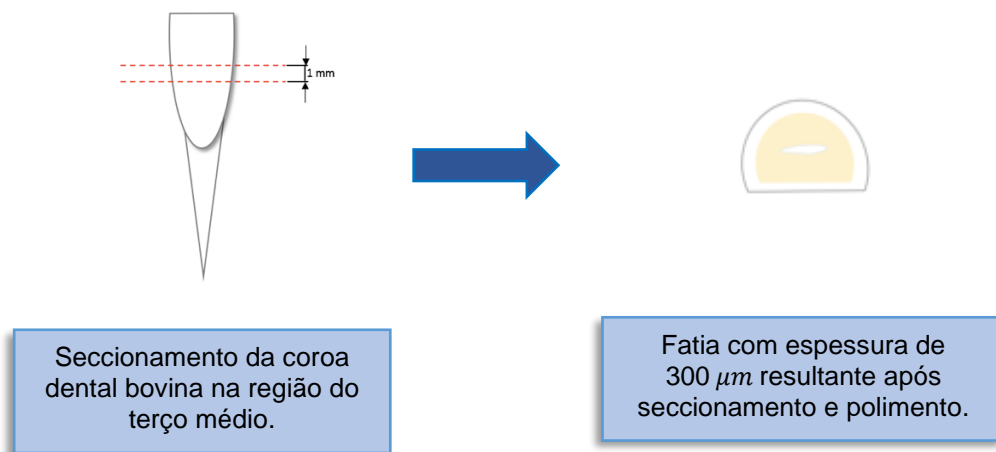 1 mm
Seccionamento da coroa
dental bovina na região do
terço médio.
Fatia com espessura de
300 𝜇𝑚 resultante após
seccionamento e polimento.